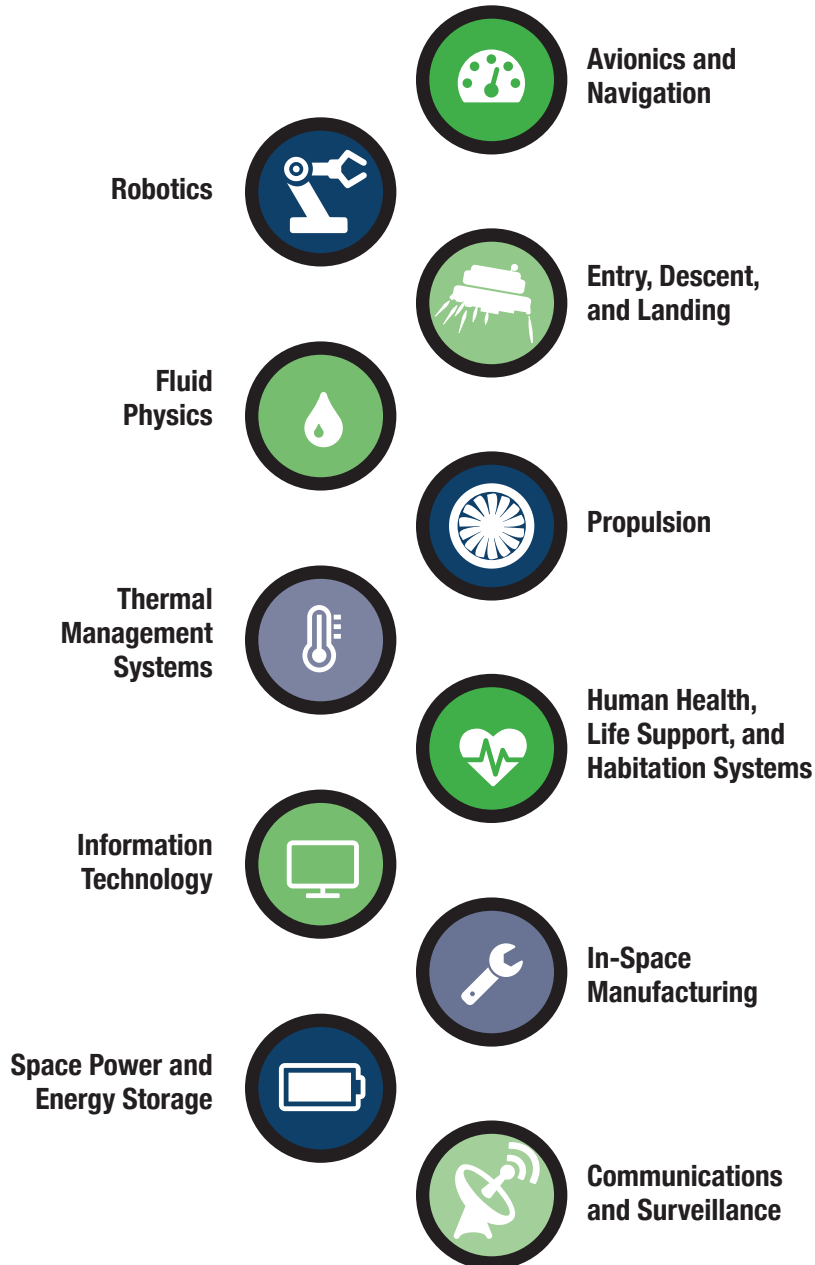 Avionics and
Navigation
Robotics
Entry, Descent,
and Landing
Fluid
Physics
Propulsion
Thermal
Management
Systems
Human Health,
Life Support, and
Habitation Systems
Information
Technology
In-Space
Manufacturing
Space Power and
Energy Storage
Communications
and Surveillance